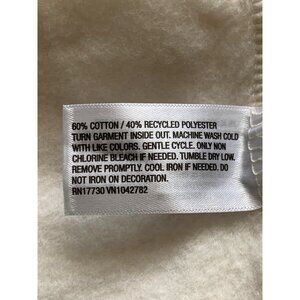 60% COTTON / 40% RECYCLED POLYESTER
TURN GARMENT INSIDE OUT. MACHINE WASH COLD
WITH LIKE COLORS. GENTLE CYCLE. ONLY NON
CHLORINE BLEACH IF NEEDED. TUMBLE DRY LOW.
REMOVE PROMPTLY. COOL IRON IF NEEDED. DO
NOT IRON ON DECORATION.
RN17730 VN1042782